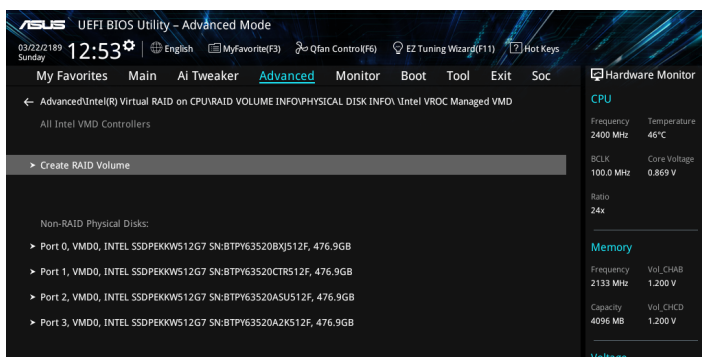 ASUS UEFI BIOS Utility – Advanced Mode
03/22/2189 Sunday 12:53 English MyFavorite(F3) Qfan Control(F6) EZ Tuning Wizard(F11) Hot Keys
My Favorites Main Ai Tweaker Advanced Monitor Boot Tool Exit Soc
Advanced\Intel(R) Virtual RAID on CPU\RAID VOLUME INFO\PHYSICAL DISK INFO\ \Intel VROC Managed VMD
All Intel VMD Controllers
Create RAID Volume
Non-RAID Physical Disks:
Port 0, VMD0, INTEL SSDPEKKW512G7 SN:BTPY63520BXJ512F, 476.9GB
Port 1, VMD0, INTEL SSDPEKKW512G7 SN:BTPY63520CTR512F, 476.9GB
Port 2, VMD0, INTEL SSDPEKKW512G7 SN:BTPY63520ASU512F, 476.9GB
Port 3, VMD0, INTEL SSDPEKKW512G7 SN:BTPY63520A2K512F, 476.9GB
Hardware Monitor
CPU
Frequency Temperature
2400 MHz 46°C
BCLK Core Voltage
100.0 MHz 0.869 V
Ratio
24x
Memory
Frequency Vol_CHAB
2133 MHz 1.200 V
Capacity Vol_CHCD
4096 MB 1.200 V
Voltage